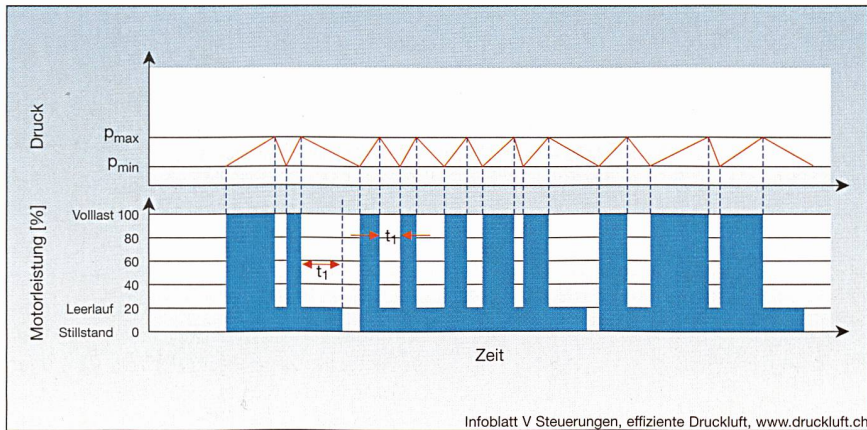 Druck
pmax
pmin
Motorleistung [%]
Volllast 100
80
60
40
Leerlauf 20
Stillstand 0
t1
t1
Zeit
Infoblatt V Steuerungen, effiziente Druckluft, www.druckluft.ch